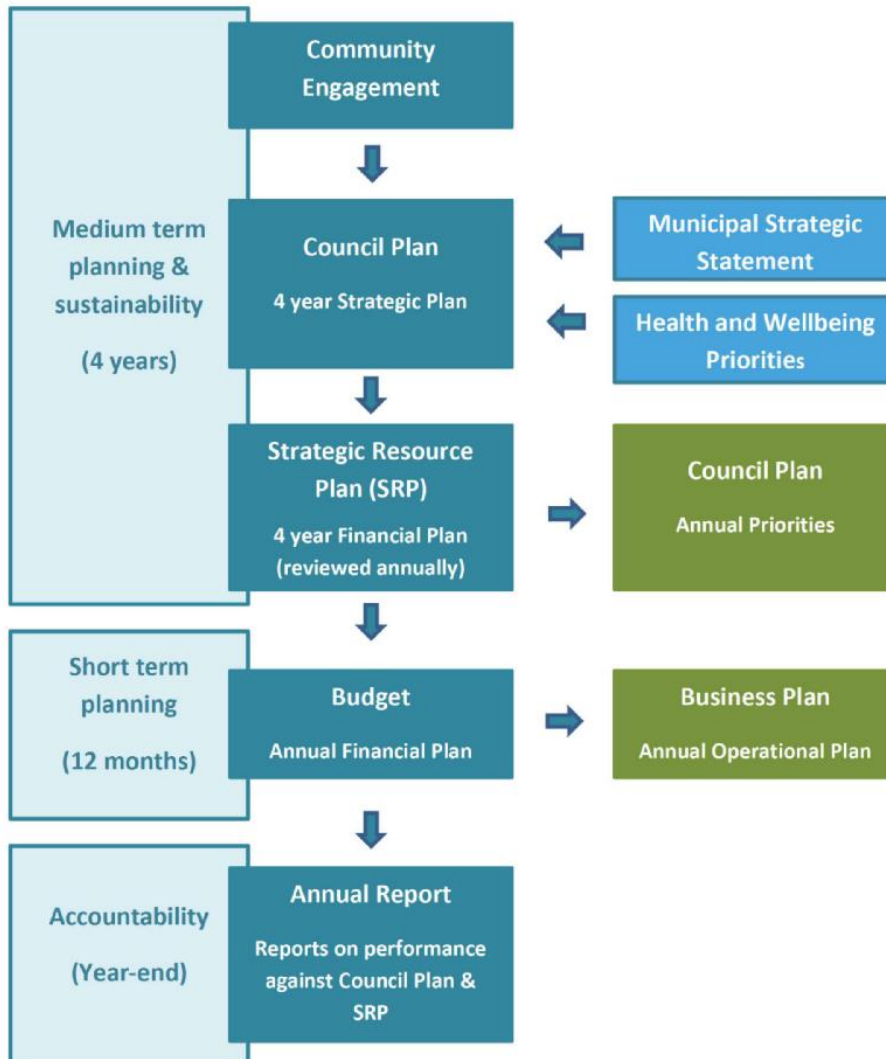 Community
Engagement
Medium term
planning &
sustainability
(4 years)
Council Plan
4 year Strategic Plan
Municipal Strategic
Statement
Health and Wellbeing
Priorities
Strategic Resource
Plan (SRP)
4 year Financial Plan
(reviewed annually)
Council Plan
Annual Priorities
Short term
planning
(12 months)
Budget
Annual Financial Plan
Business Plan
Annual Operational Plan
Accountability
(Year-end)
Annual Report
Reports on performance
against Council Plan &
SRP